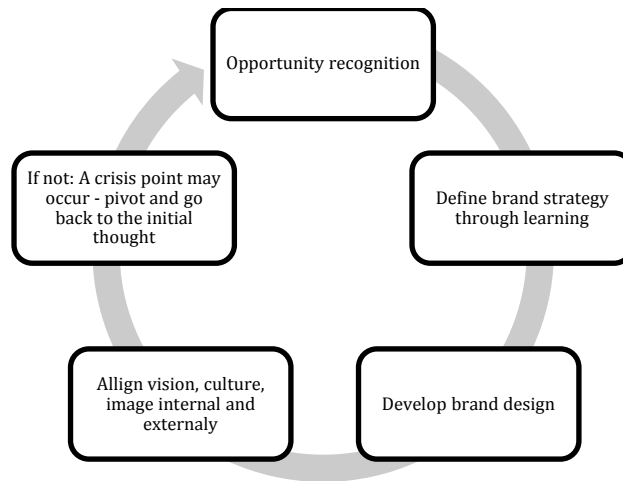 Opportunity recognition
Define brand strategy
through learning
Develop brand design
Allign vision, culture,
image internal and
externaly
If not: A crisis point may
occur - pivot and go
back to the initial
thought